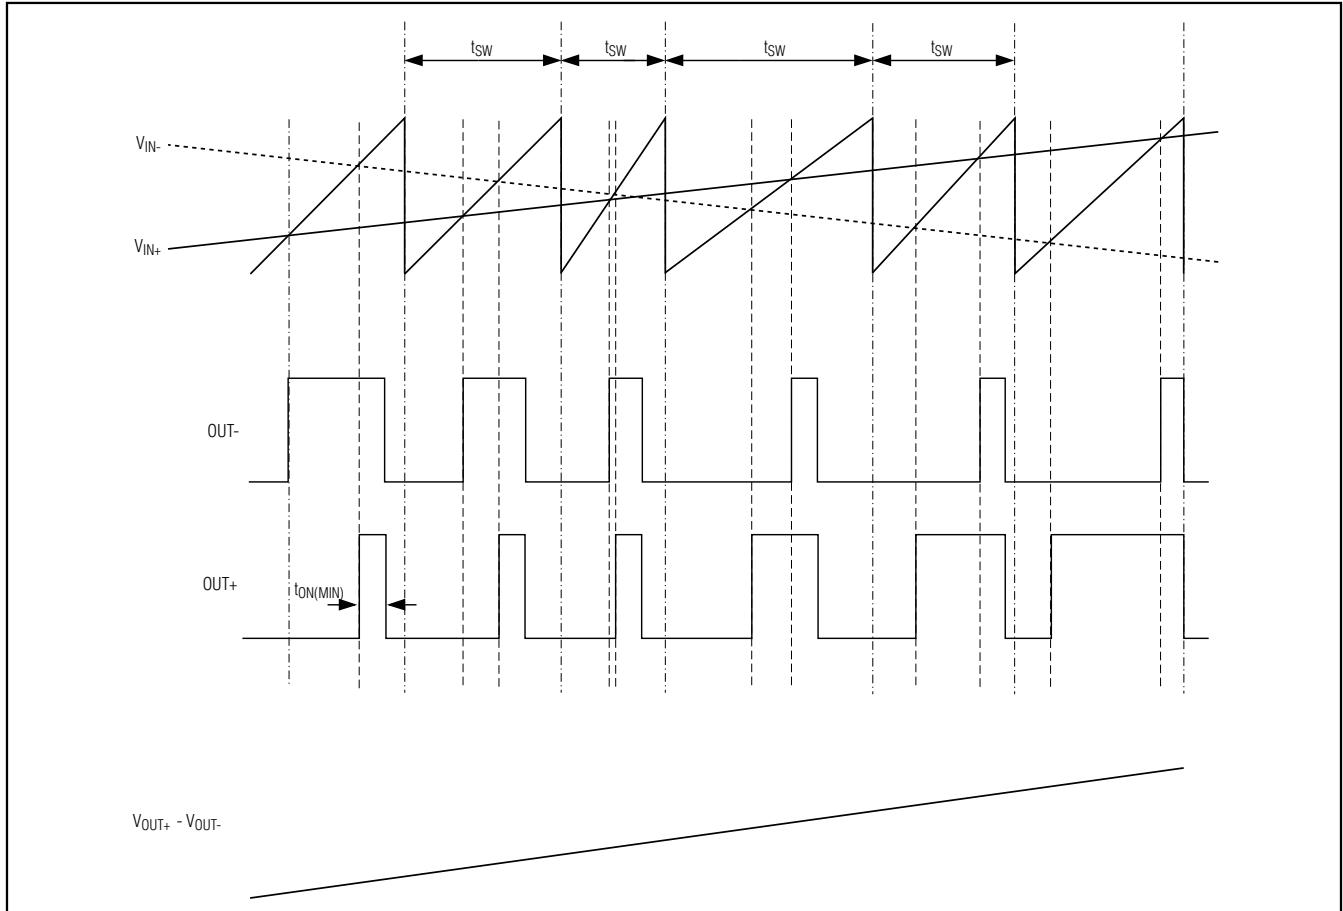 tSW tSW tSW tSW
VIN-
VIN+
OUT-
OUT+
tON(MIN)
VOUT+ - VOUT-